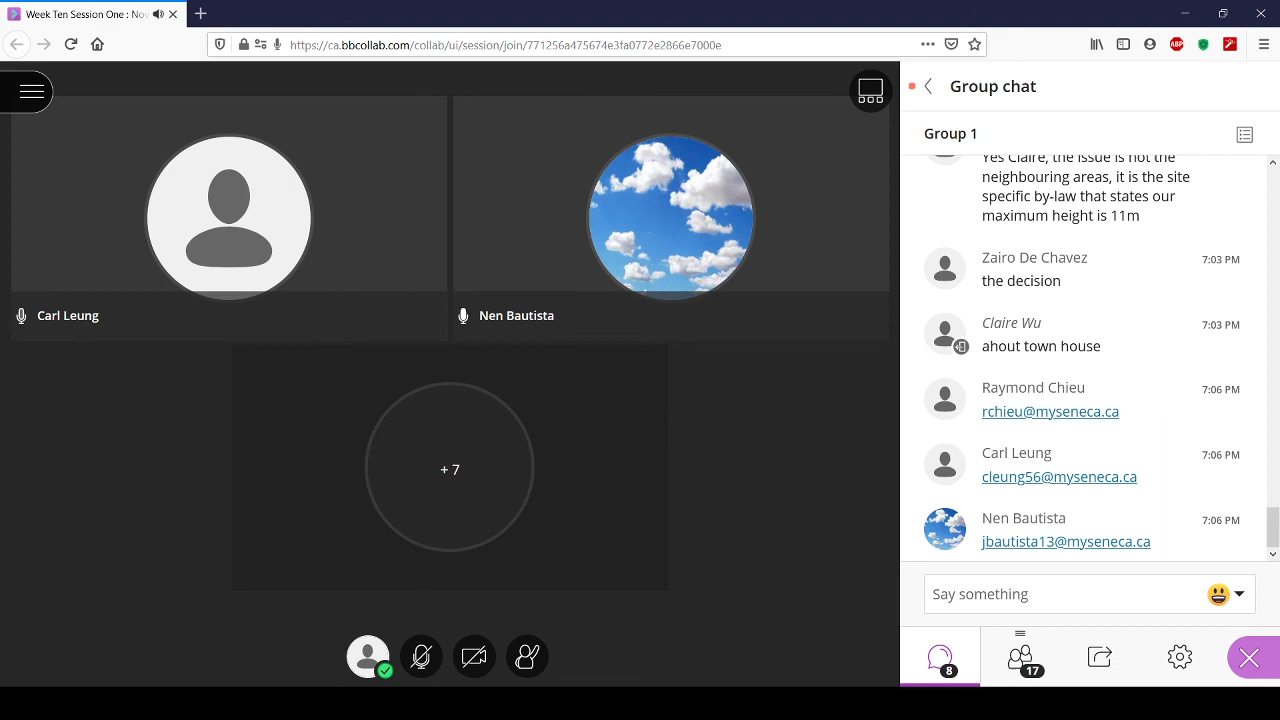 Week Ten Session One : Nov
https://ca.bbcollab.com/collab/ui/session/join/771256a475674e3fa0772e2866e7000e
ABP
Group chat
Group 1
Yes Claire, the issue is not the
neighbouring areas, it is the site
specific by-law that states our
maximum height is 11m
Zairo De Chavez 7:03 PM
the decision
Claire Wu 7:03 PM
ahout town house
Raymond Chieu 7:06 PM
rchieu@myseneca.ca
Carl Leung 7:06 PM
cleung56@myseneca.ca
Nen Bautista 7:06 PM
jbautista13@myseneca.ca
Say something
8
17
Carl Leung
Nen Bautista
+ 7